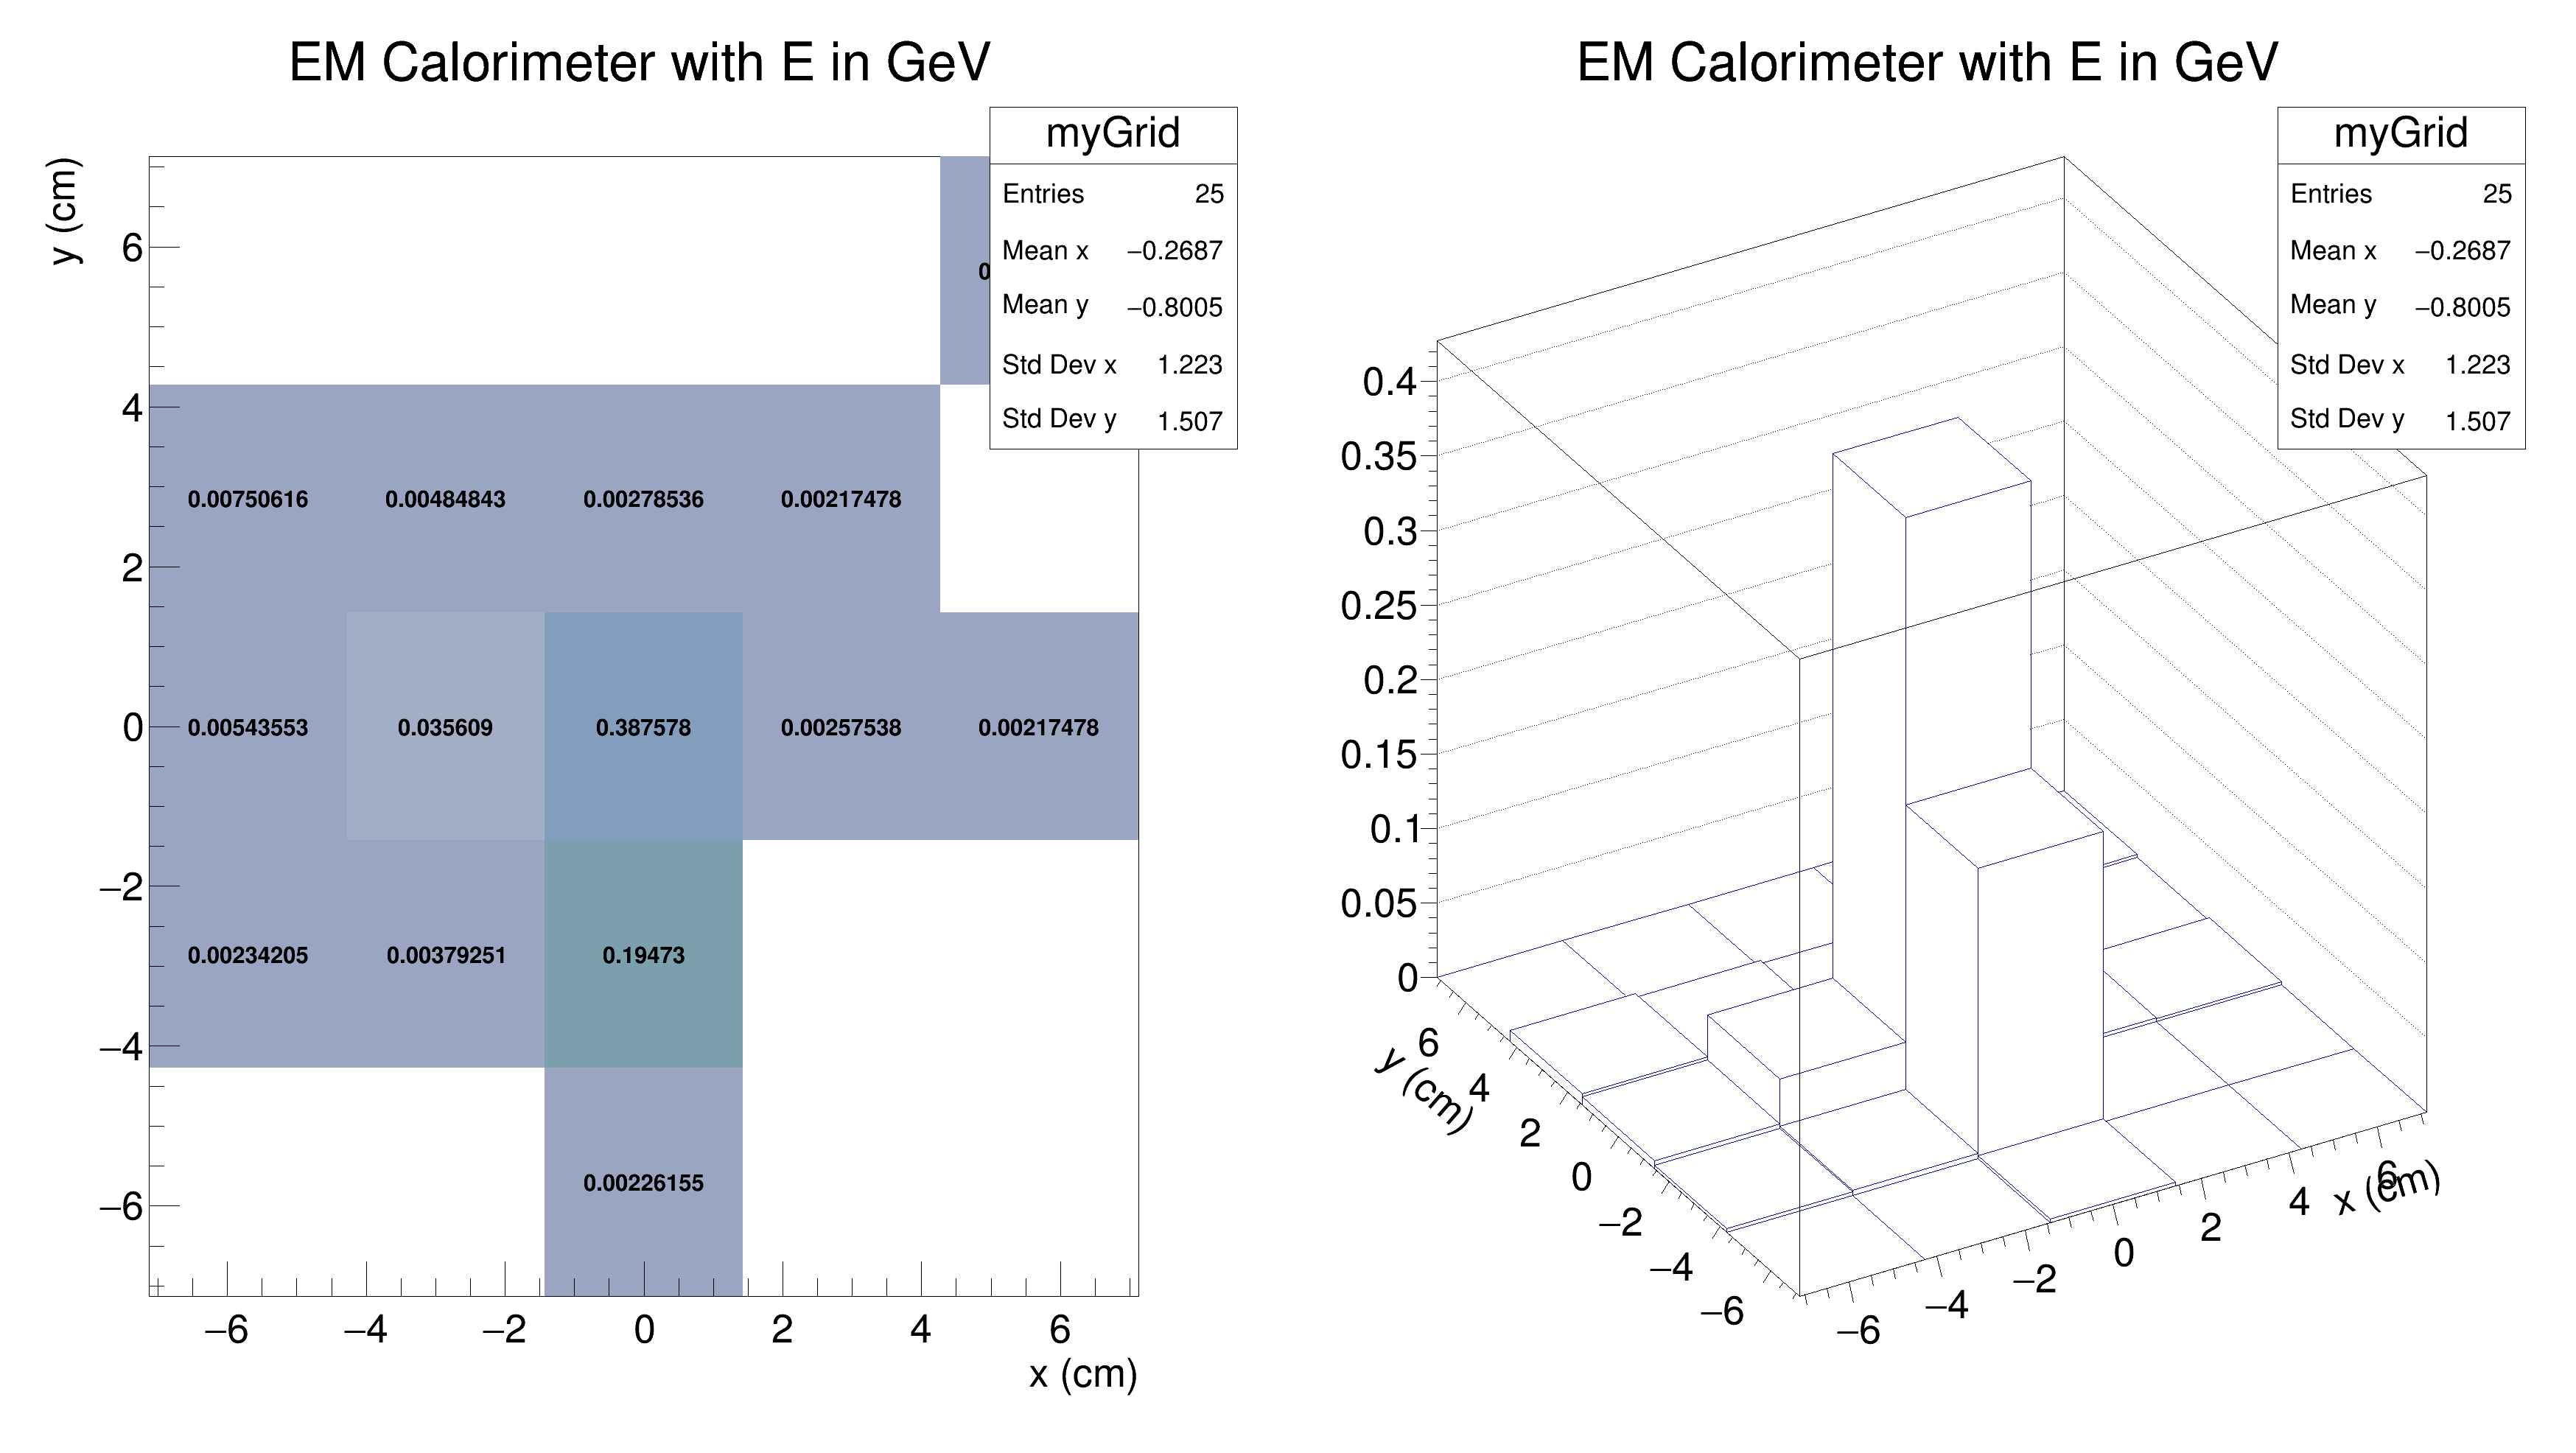 EM Calorimeter with E in GeV
myGrid
Entries 25
Mean x −0.2687
Mean y −0.8005
Std Dev x 1.223
Std Dev y 1.507
y (cm)
6
4
2
0
−2
−4
−6
0.00750616 0.00484843 0.00278536 0.00217478
0.00543553 0.035609 0.387578 0.00257538 0.00217478
0.00234205 0.00379251 0.19473
0.00226155
−6 −4 −2 0 2 4 6
x (cm)
EM Calorimeter with E in GeV
myGrid
Entries 25
Mean x −0.2687
Mean y −0.8005
Std Dev x 1.223
Std Dev y 1.507
0.4
0.35
0.3
0.25
0.2
0.15
0.1
0.05
0
6
4
2
0
−2
−4
−6
y (cm)
−6 −4 −2 0 2 4 6
x (cm)